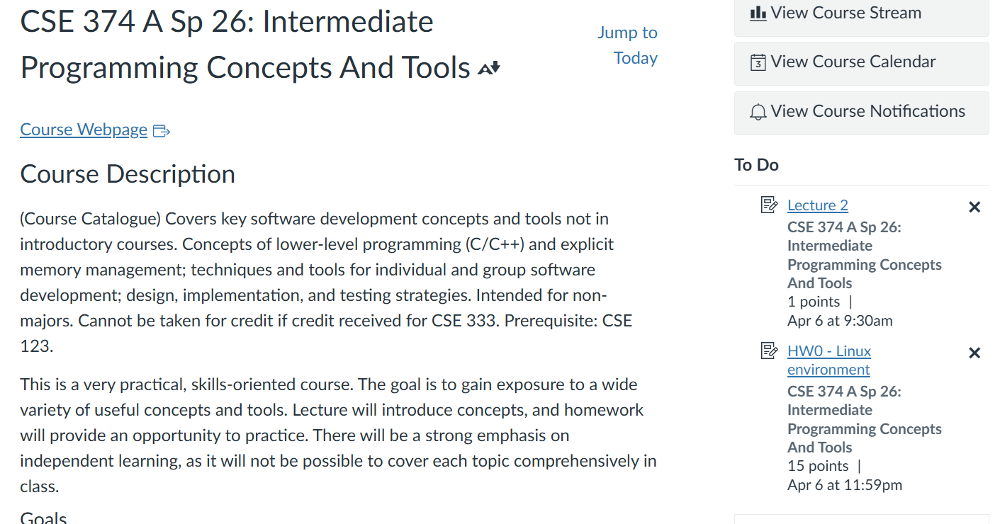 CSE 374 A Sp 26: Intermediate
Programming Concepts And Tools
Jump to
Today
Course Webpage
Course Description
(Course Catalogue) Covers key software development concepts and tools not in
introductory courses. Concepts of lower-level programming (C/C++) and explicit
memory management; techniques and tools for individual and group software
development; design, implementation, and testing strategies. Intended for non-
majors. Cannot be taken for credit if credit received for CSE 333. Prerequisite: CSE
123.
This is a very practical, skills-oriented course. The goal is to gain exposure to a wide
variety of useful concepts and tools. Lecture will introduce concepts, and homework
will provide an opportunity to practice. There will be a strong emphasis on
independent learning, as it will not be possible to cover each topic comprehensively in
class.
Goals
View Course Stream
3 View Course Calendar
View Course Notifications
To Do
Lecture 2
CSE 374 A Sp 26:
Intermediate
Programming Concepts
And Tools
1 points |
Apr 6 at 9:30am
HW0 - Linux
environment
CSE 374 A Sp 26:
Intermediate
Programming Concepts
And Tools
15 points |
Apr 6 at 11:59pm